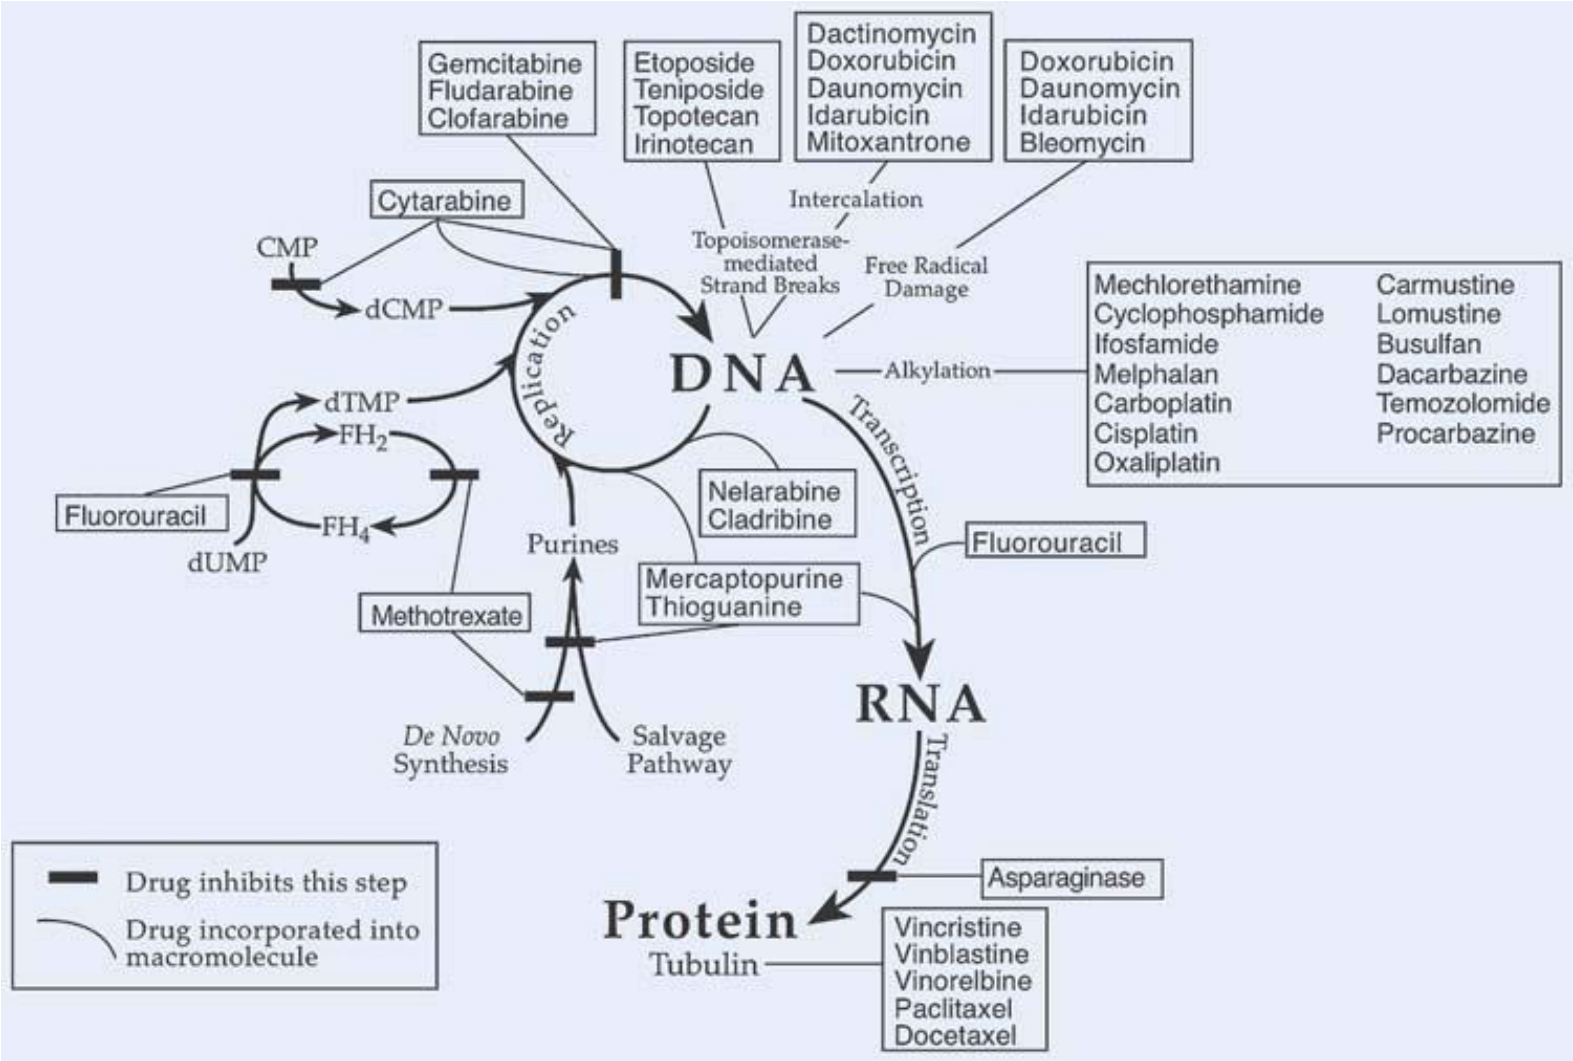 Gemcitabine
Fludarabine
Clofarabine
Etoposide
Teniposide
Topotecan
Irinotecan
Dactinomycin
Doxorubicin
Daunomycin
Idarubicin
Mitoxantrone
Doxorubicin
Daunomycin
Idarubicin
Bleomycin
Cytarabine
Intercalation
Topoisomerase-
mediated
Strand Breaks
Free Radical
Damage
CMP
dCMP
Replication
DNA
Alkylation
Mechlorethamine
Cyclophosphamide
Ifosfamide
Melphalan
Carboplatin
Cisplatin
Oxaliplatin
Carmustine
Lomustine
Busulfan
Dacarbazine
Temozolomide
Procarbazine
dTMP
FH2
Fluorouracil
FH4
dUMP
Transcription
Nelarabine
Cladribine
Fluorouracil
Purines
Mercaptopurine
Thioguanine
Methotrexate
De Novo
Synthesis
Salvage
Pathway
RNA
Translation
Asparaginase
Protein
Tubulin
Vincristine
Vinblastine
Vinorelbine
Paclitaxel
Docetaxel
Drug inhibits this step
Drug incorporated into
macromolecule